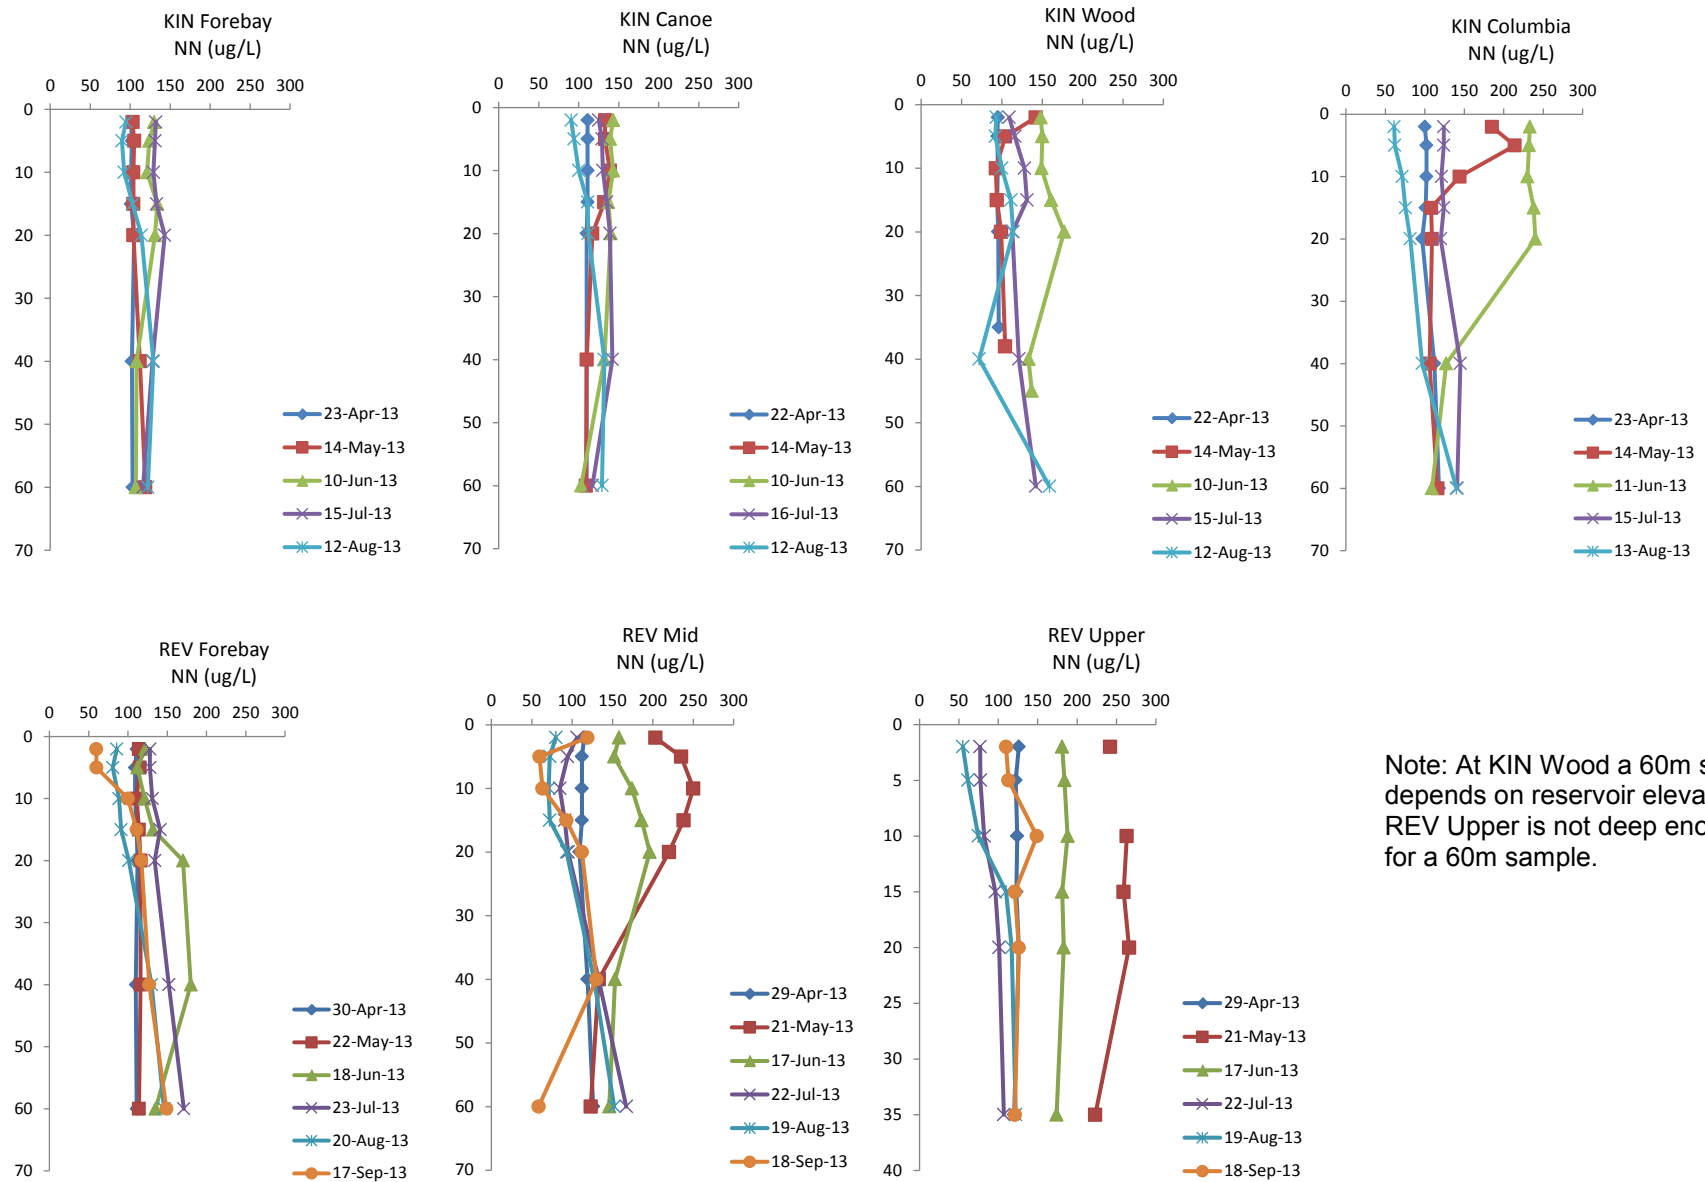 KIN Forebay
NN (ug/L)
0 50 100 150 200 250 300
0
10
20
30
40
50
60
70
23-Apr-13
14-May-13
10-Jun-13
15-Jul-13
12-Aug-13
KIN Canoe
NN (ug/L)
0 50 100 150 200 250 300
0
10
20
30
40
50
60
70
22-Apr-13
14-May-13
10-Jun-13
16-Jul-13
12-Aug-13
KIN Wood
NN (ug/L)
0 50 100 150 200 250 300
0
10
20
30
40
50
60
70
22-Apr-13
14-May-13
10-Jun-13
15-Jul-13
12-Aug-13
KIN Columbia
NN (ug/L)
0 50 100 150 200 250 300
0
10
20
30
40
50
60
70
23-Apr-13
14-May-13
11-Jun-13
15-Jul-13
13-Aug-13
REV Forebay
NN (ug/L)
0 50 100 150 200 250 300
0
10
20
30
40
50
60
70
30-Apr-13
22-May-13
18-Jun-13
23-Jul-13
20-Aug-13
17-Sep-13
REV Mid
NN (ug/L)
0 50 100 150 200 250 300
0
10
20
30
40
50
60
70
29-Apr-13
21-May-13
17-Jun-13
22-Jul-13
19-Aug-13
18-Sep-13
REV Upper
NN (ug/L)
0 50 100 150 200 250 300
0
5
10
15
20
25
30
35
40
29-Apr-13
21-May-13
17-Jun-13
22-Jul-13
19-Aug-13
18-Sep-13
Note: At KIN Wood a 60m
depends on reservoir
REV Upper is not deep
for a 60m sample.